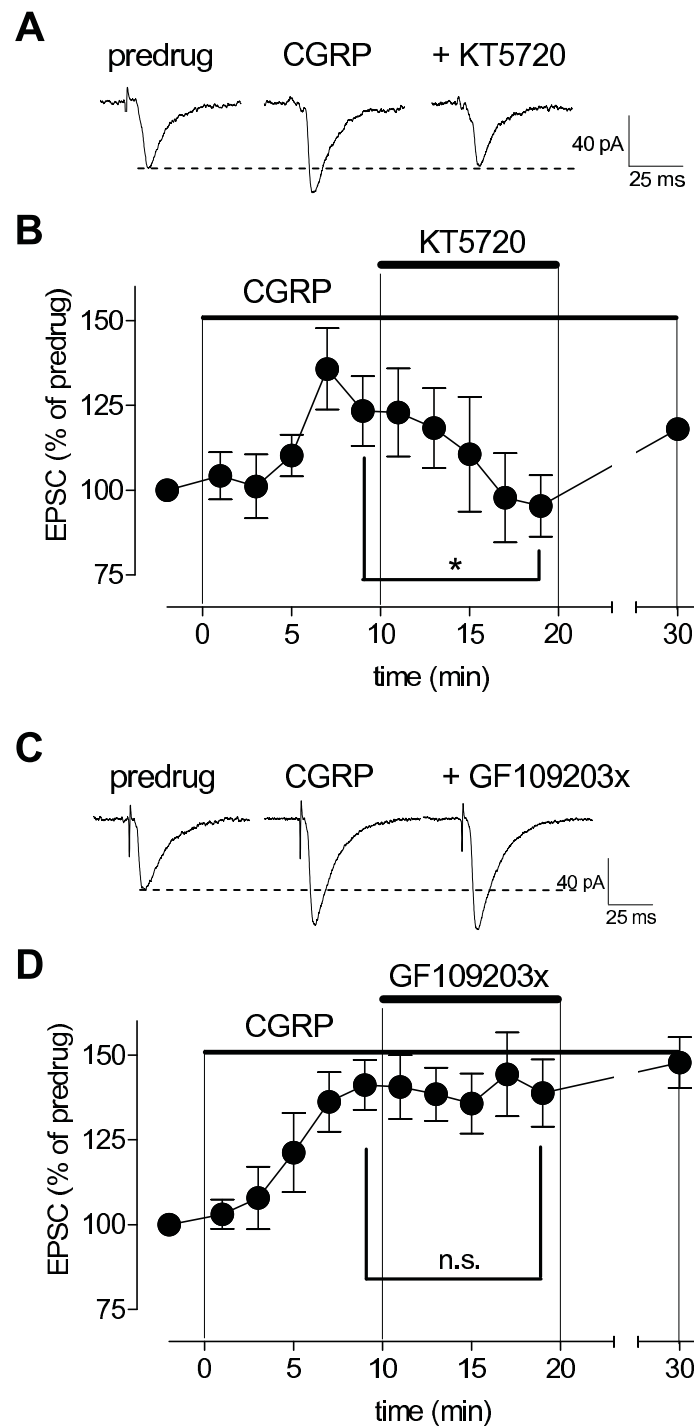 A
predrug CGRP + KT5720
40 pA
25 ms
B
KT5720
CGRP
EPSC (% of predrug)
150
125
100
75
*
0 5 10 15 20 30
time (min)
C
predrug CGRP + GF109203x
40 pA
25 ms
D
GF109203x
CGRP
EPSC (% of predrug)
150
125
100
75
n.s.
0 5 10 15 20 30
time (min)